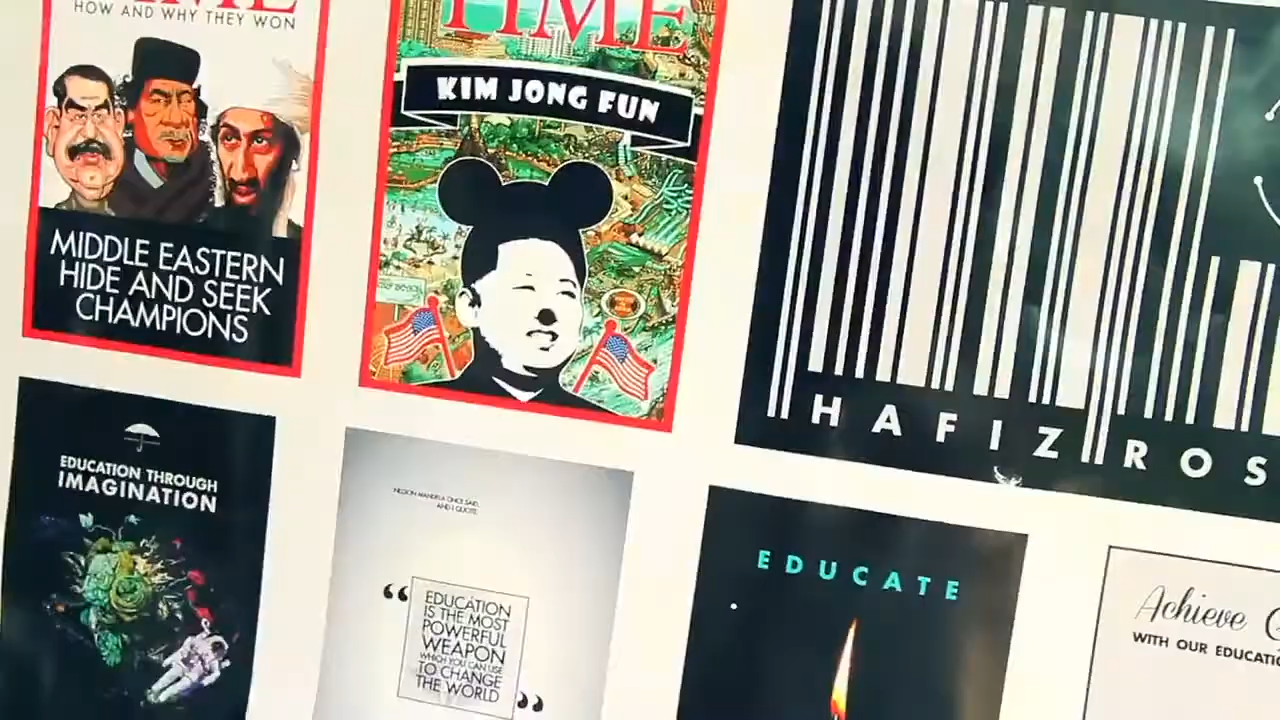 TIME
HOW AND WHY THEY WON
MIDDLE EASTERN
HIDE AND SEEK
CHAMPIONS
TIME
KIM JONG FUN
HAFIZ ROS
EDUCATION THROUGH
IMAGINATION
NELSON MANDELA ONCE SAID,
AND I QUOTE,
“
EDUCATION
IS THE MOST
POWERFUL
WEAPON
WHICH YOU CAN USE
TO CHANGE
THE WORLD
”
EDUCATE
Achieve
WITH OUR EDUCATI